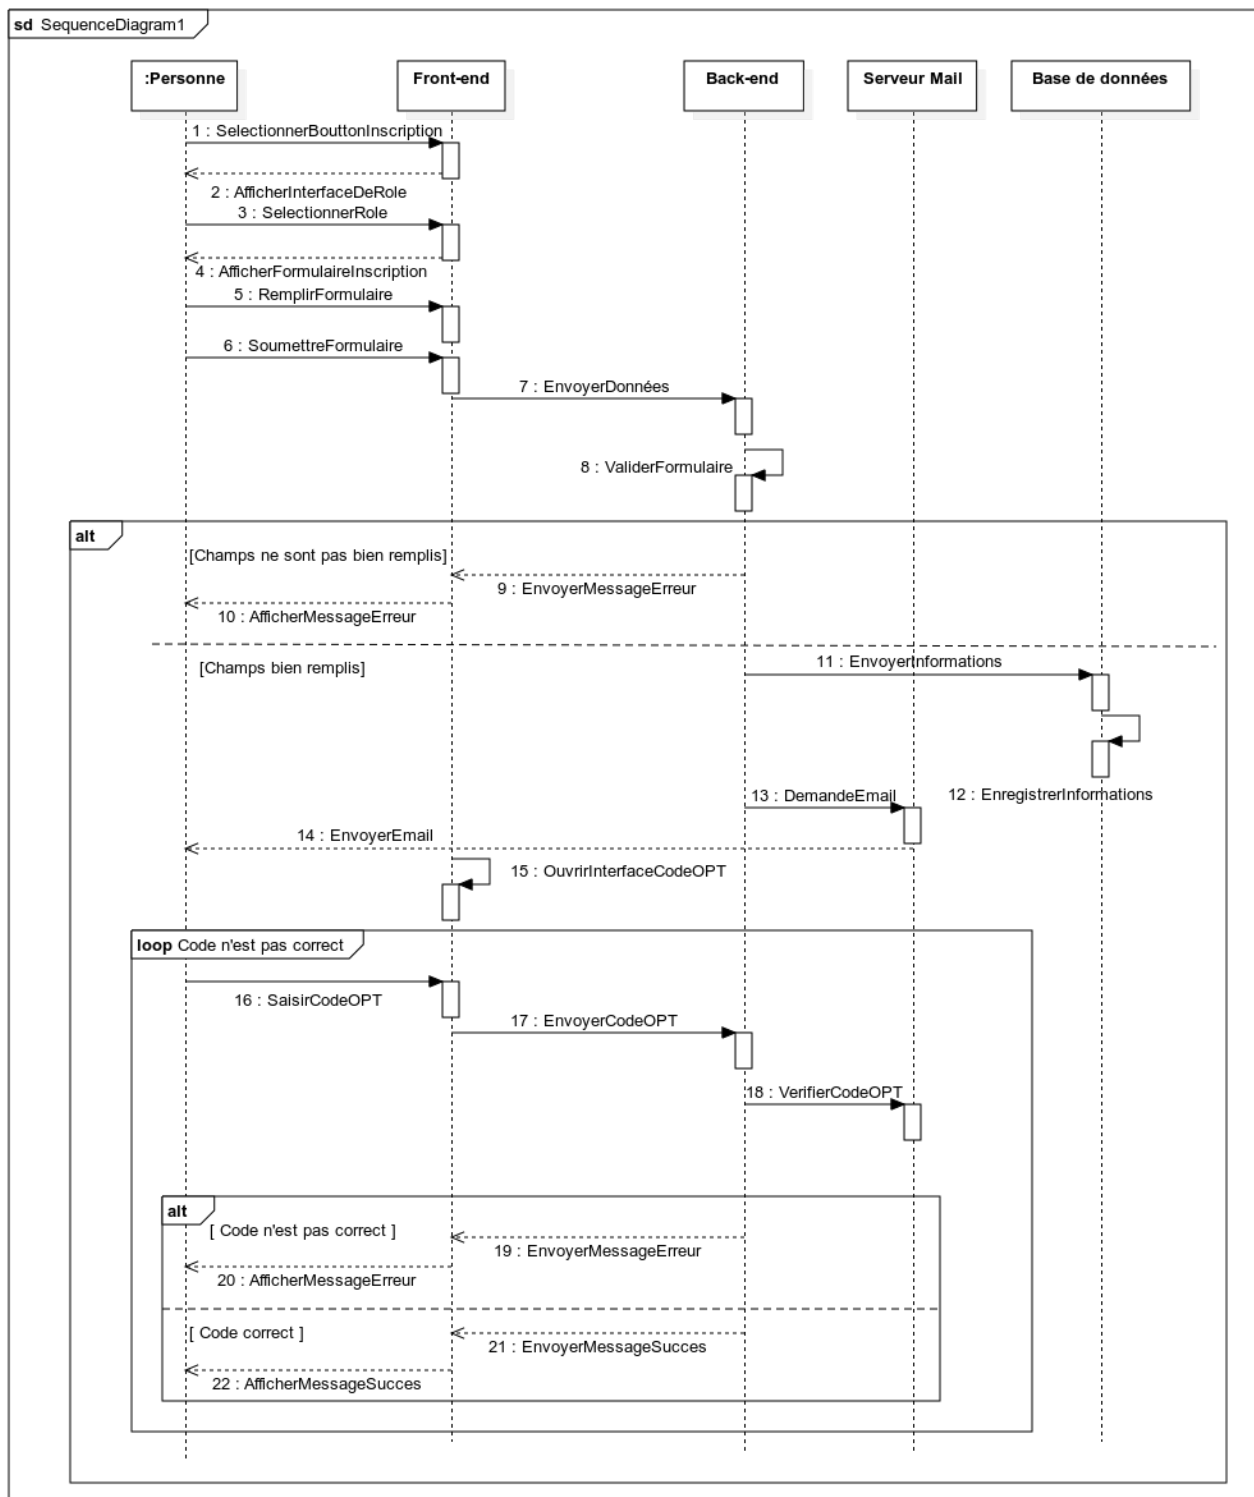 sd SequenceDiagram1
:Personne
Front-end
Back-end
Serveur Mail
Base de données
1 : SelectionnerBouttonInscription
2 : AfficherInterfaceDeRole
3 : SelectionnerRole
4 : AfficherFormulaireInscription
5 : RemplirFormulaire
6 : SoumettreFormulaire
7 : EnvoyerDonnées
8 : ValiderFormulaire
alt
[Champs ne sont pas bien remplis]
9 : EnvoyerMessageErreur
10 : AfficherMessageErreur
[Champs bien remplis]
11 : EnvoyerInformations
12 : EnregistrerInformations
13 : DemandeEmail
14 : EnvoyerEmail
15 : OuvrirInterfaceCodeOPT
loop Code n'est pas correct
16 : SaisirCodeOPT
17 : EnvoyerCodeOPT
18 : VerifierCodeOPT
alt
[ Code n'est pas correct ]
19 : EnvoyerMessageErreur
20 : AfficherMessageErreur
[ Code correct ]
21 : EnvoyerMessageSucces
22 : AfficherMessageSucces